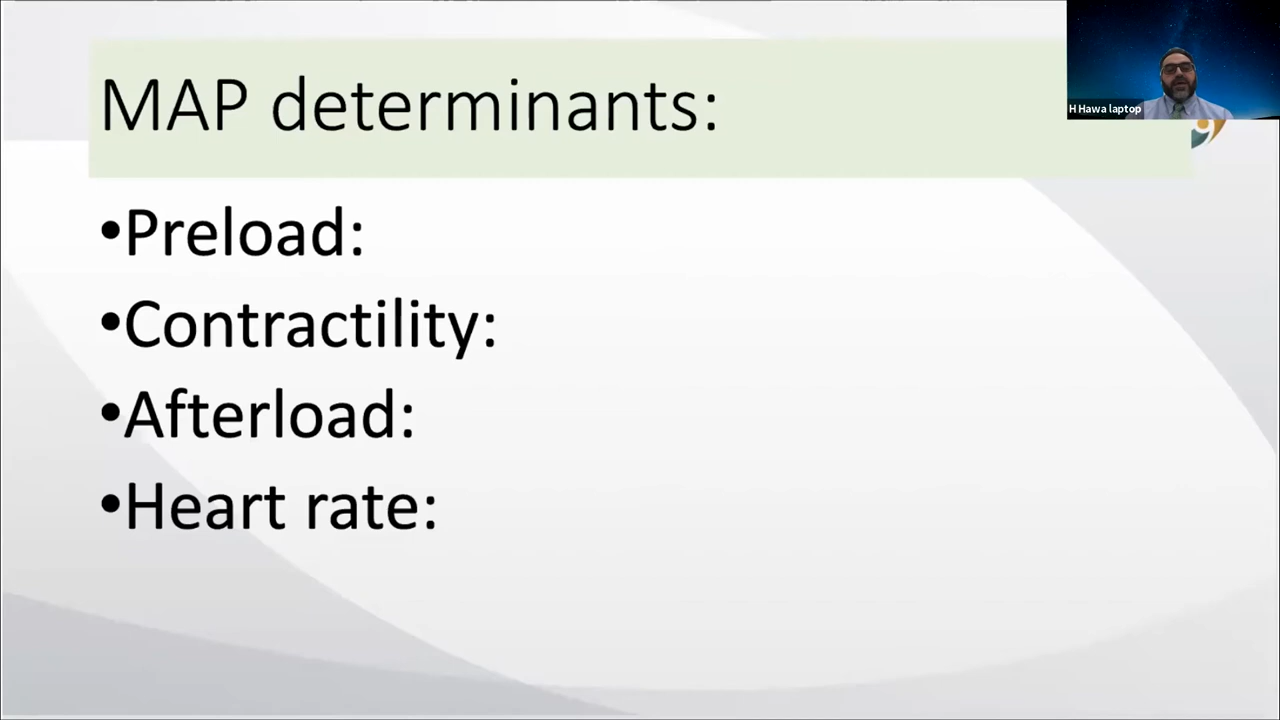 MAP determinants:
H Hawa laptop
•Preload:
•Contractility:
•Afterload:
•Heart rate: